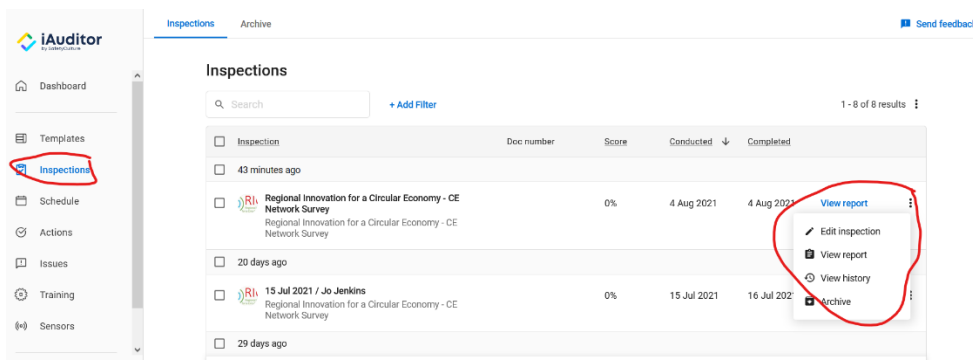 Inspections Archive Send feedback
iAuditor
by SafetyCulture
Inspections
Dashboard
Search + Add Filter 1 - 8 of 8 results
Templates Inspection Doc number Score Conducted Completed
Inspections 43 minutes ago
Schedule Regional Innovation for a Circular Economy - CE 0% 4 Aug 2021 4 Aug 2021 View report
Network Survey
Regional Innovation for a Circular Economy - CE
Network Survey
Actions Edit inspection
Issues 20 days ago View report
View history
Training 15 Jul 2021 / Jo Jenkins 0% 15 Jul 2021 16 Jul Archive
Regional Innovation for a Circular Economy - CE
Network Survey
Sensors
29 days ago